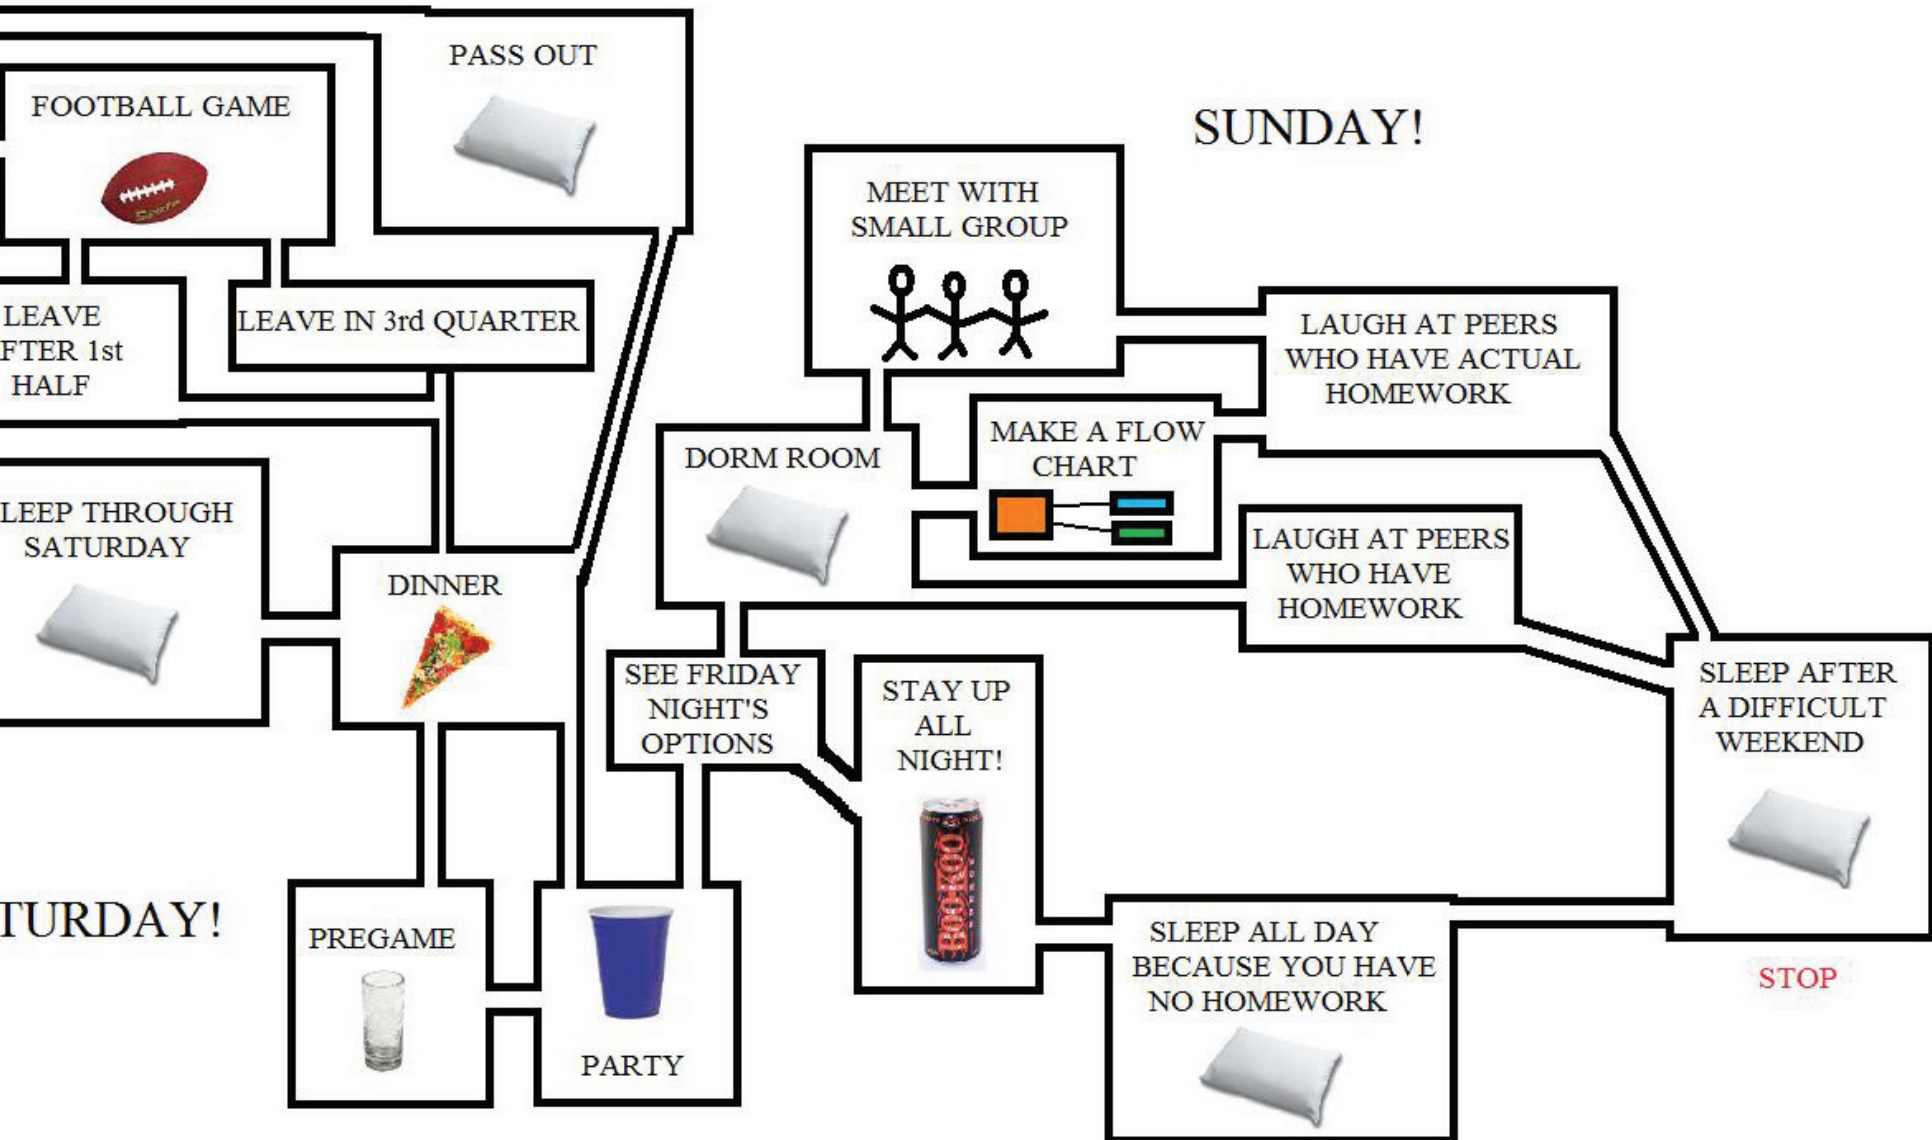 PASS OUT
FOOTBALL GAME
SUNDAY!
MEET WITH
SMALL GROUP
LEAVE
FTER 1st
HALF
LEAVE IN 3rd QUARTER
LAUGH AT PEERS
WHO HAVE ACTUAL
HOMEWORK
DORM ROOM
MAKE A FLOW
CHART
LEEP THROUGH
SATURDAY
DINNER
LAUGH AT PEERS
WHO HAVE
HOMEWORK
SEE FRIDAY
NIGHT'S
OPTIONS
STAY UP
ALL
NIGHT!
BOO-KOO
SLEEP AFTER
A DIFFICULT
WEEKEND
TURDAY!
PREGAME
PARTY
SLEEP ALL DAY
BECAUSE YOU HAVE
NO HOMEWORK
STOP